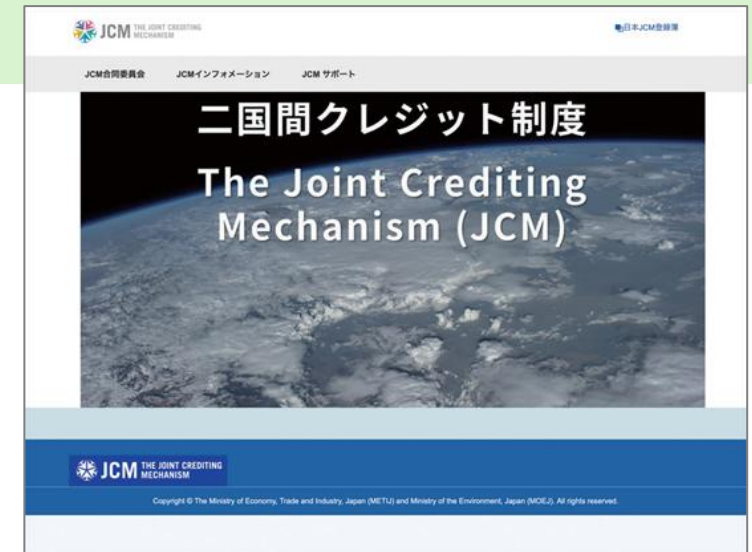 JCM THE JOINT CREDITING MECHANISM
日本JCM登録簿
JCM合同委員会 JCMインフォメーション JCM サポート
二国間クレジット制度
The Joint Crediting
Mechanism (JCM)
JCM THE JOINT CREDITING MECHANISM
Copyright © The Ministry of Economy, Trade and Industry, Japan (METIJ) and Ministry of the Environment, Japan (MOEJ). All rights reserved.